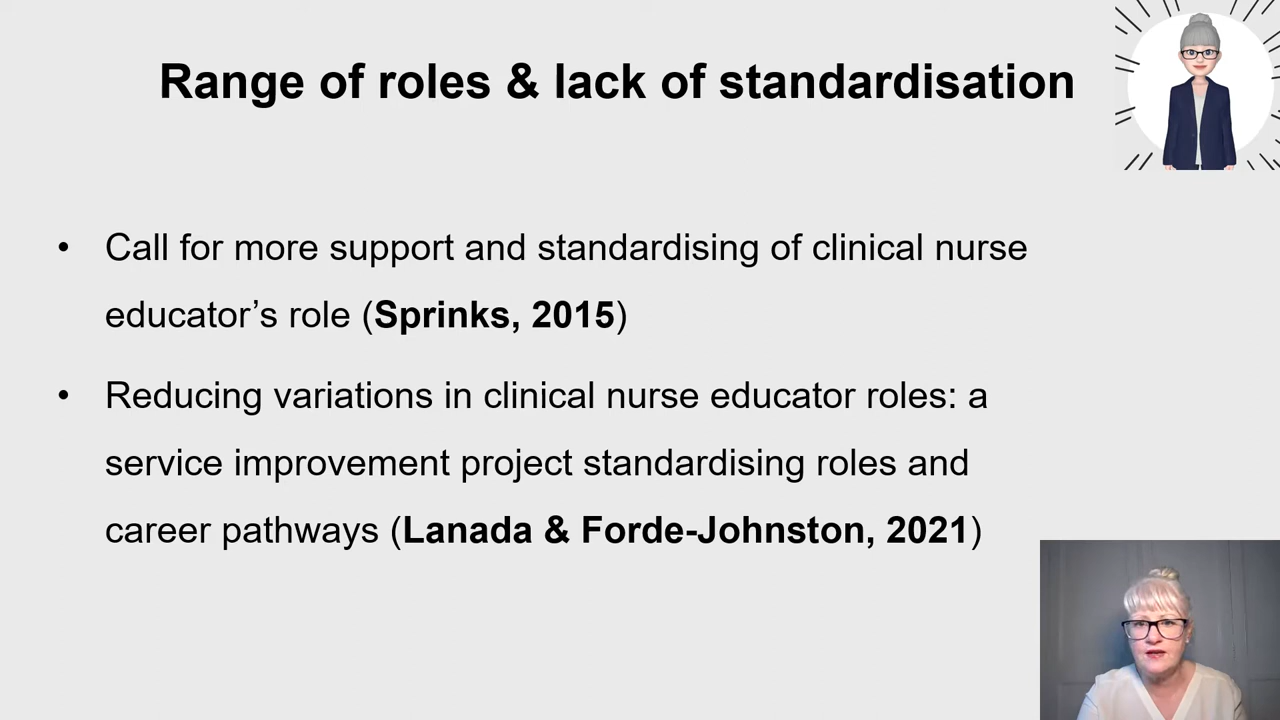 Range of roles & lack of standardisation
• Call for more support and standardising of clinical nurse
educator’s role (Sprinks, 2015)
• Reducing variations in clinical nurse educator roles: a
service improvement project standardising roles and
career pathways (Lanada & Forde-Johnston, 2021)